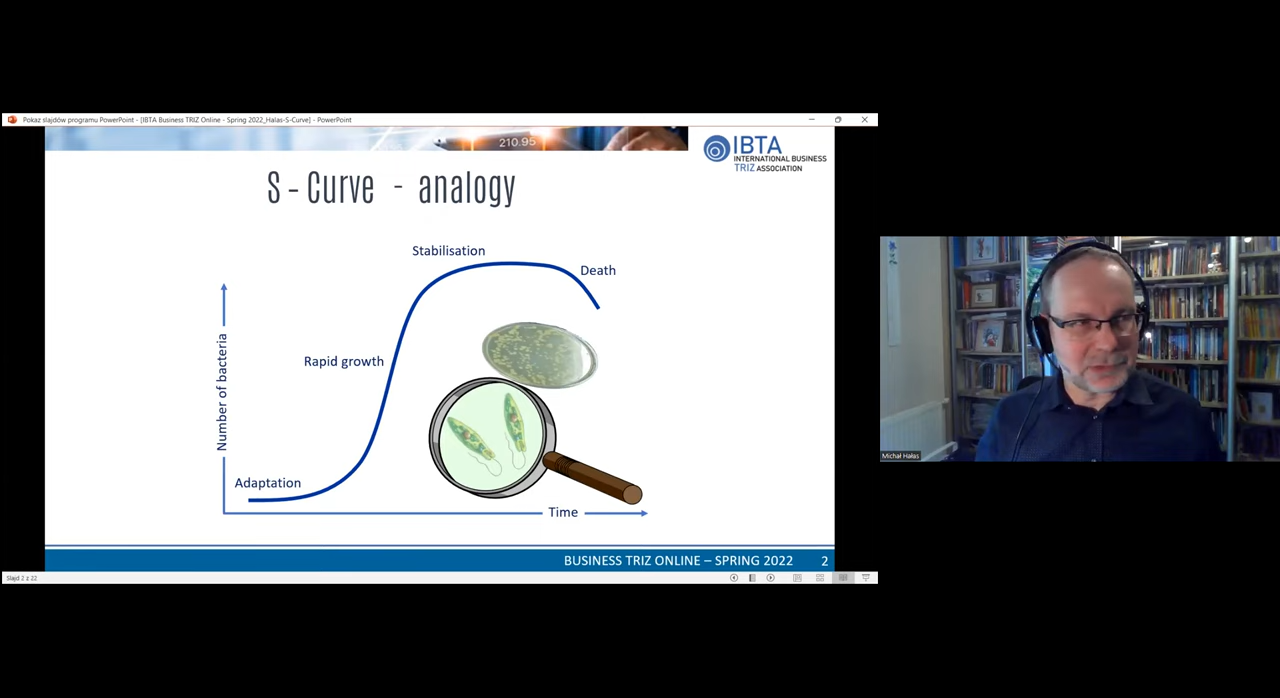 Pokaz slajdów programu PowerPoint - [IBTA Business TRIZ Online - Spring 2022_Halas-S-Curve] - PowerPoint
210.95
IBTA
INTERNATIONAL BUSINESS
TRIZ ASSOCIATION
S - Curve - analogy
Stabilisation
Death
Number of bacteria
Rapid growth
Adaptation
Time
Michał Hałas
BUSINESS TRIZ ONLINE – SPRING 2022
2
Slajd 2 z 22